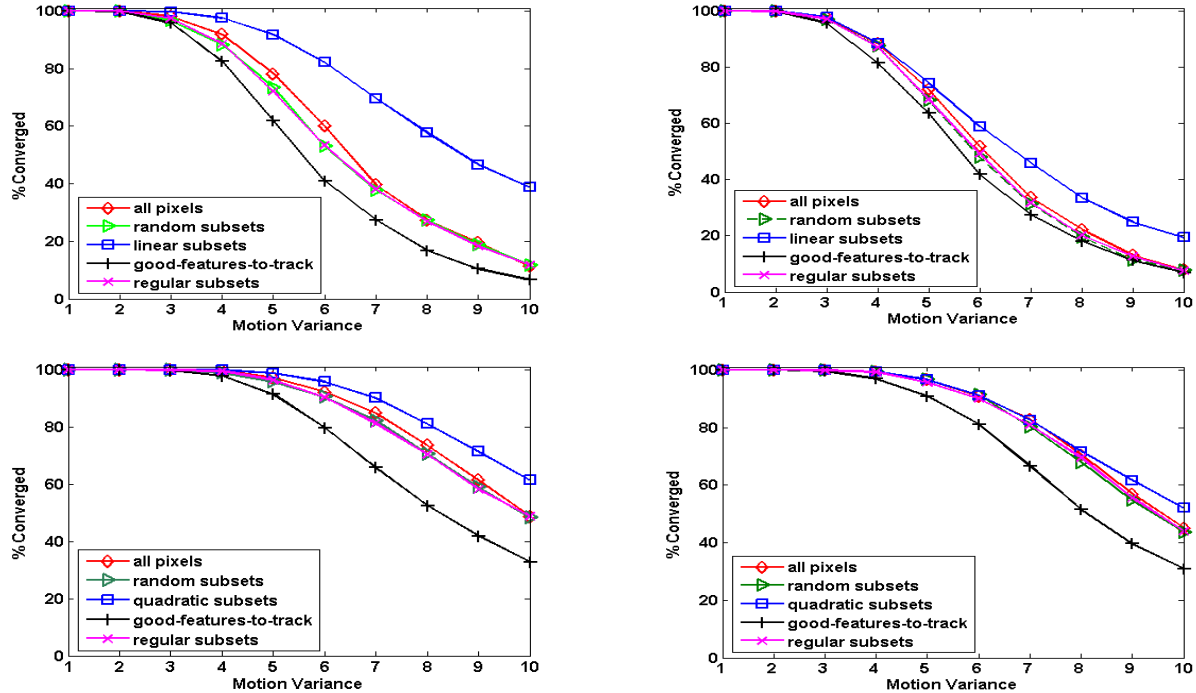 100
80
60
40
20
0
% Converged
all pixels
random subsets
linear subsets
good-features-to-track
regular subsets
1 2 3 4 5 6 7 8 9 10
Motion Variance
100
80
60
40
20
0
% Converged
all pixels
random subsets
linear subsets
good-features-to-track
regular subsets
1 2 3 4 5 6 7 8 9 10
Motion Variance
100
80
60
40
20
0
% Converged
all pixels
random subsets
quadratic subsets
good-features-to-track
regular subsets
1 2 3 4 5 6 7 8 9 10
Motion Variance
100
80
60
40
20
0
% Converged
all pixels
random subsets
quadratic subsets
good-features-to-track
regular subsets
1 2 3 4 5 6 7 8 9 10
Motion Variance